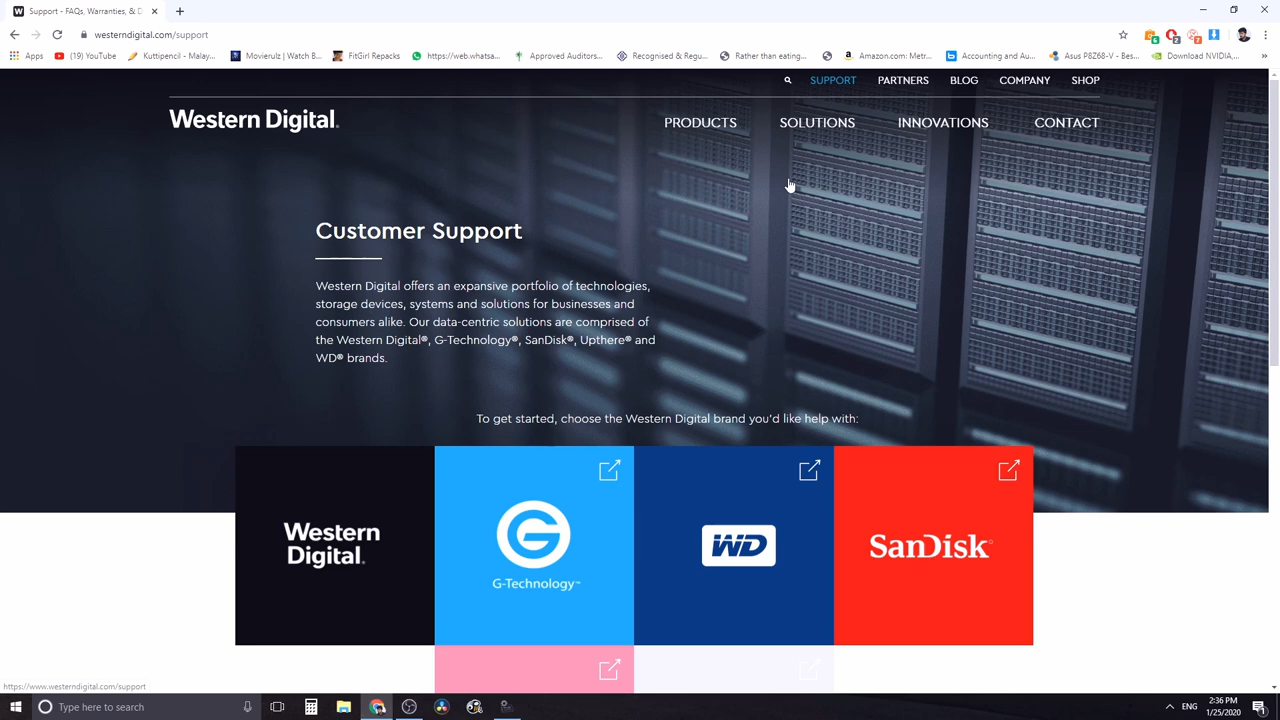 Support - FAQs, Warranties, & D
westerndigital.com/support
Apps
(19) YouTube
Kuttipencil - Malay...
Movierulz | Watch B...
FitGirl Repacks
https://web.whatsa...
Approved Auditors...
Recognised & Regu...
Rather than eating...
Amazon.com: Metr...
Accounting and Au...
Asus P8Z68-V - Bes...
Download NVIDIA,...
SUPPORT
PARTNERS
BLOG
COMPANY
SHOP
Western Digital.
PRODUCTS
SOLUTIONS
INNOVATIONS
CONTACT
Customer Support
Western Digital offers an expansive portfolio of technologies,
storage devices, systems and solutions for businesses and
consumers alike. Our data-centric solutions are comprised of
the Western Digital®, G-Technology®, SanDisk®, Upthere® and
WD® brands.
To get started, choose the Western Digital brand you'd like help with:
Western
Digital.
G-Technology™
WD
SanDisk
https://www.westerndigital.com/support
Type here to search
ENG
2:36 PM
1/25/2020